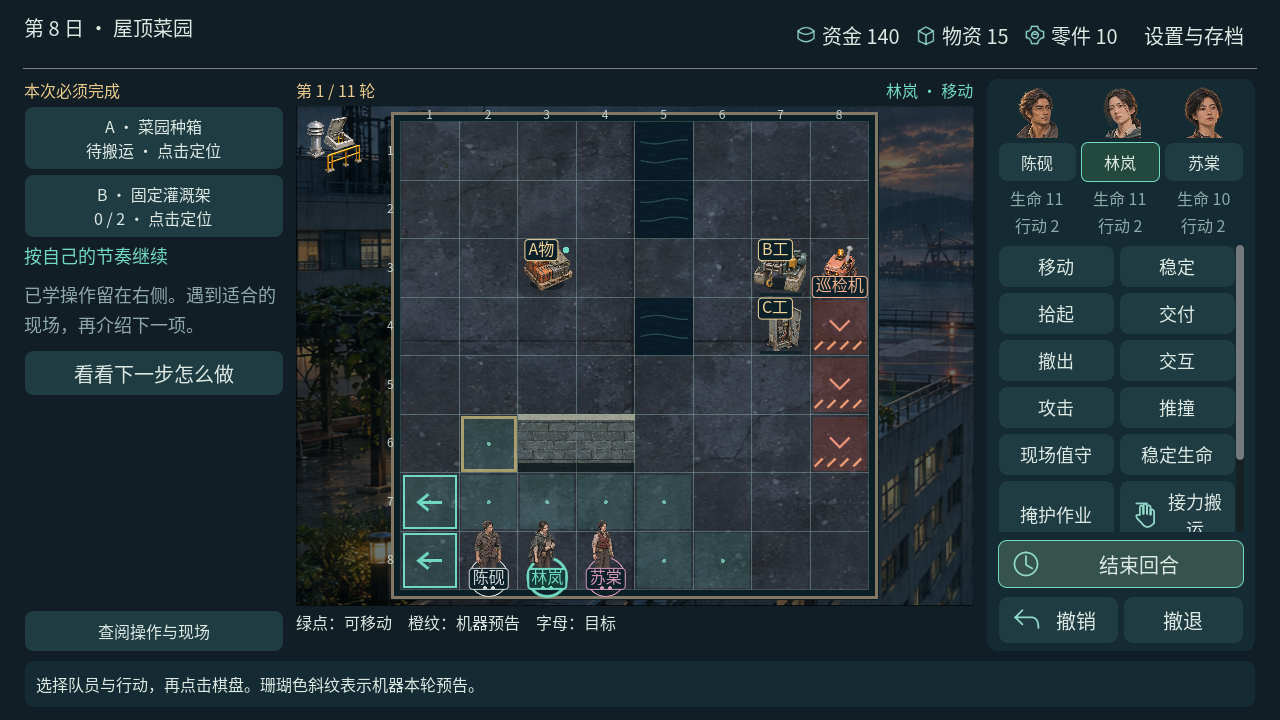 第 8 日 · 屋顶菜园
资金 140 物资 15 零件 10 设置与存档
本次必须完成
A · 菜园种箱
待搬运 · 点击定位
B · 固定灌溉架
0 / 2 · 点击定位
按自己的节奏继续
已学操作留在右侧。遇到适合的
现场，再介绍下一项。
看看下一步怎么做
查阅操作与现场
第 1 / 11 轮
林岚 · 移动
1 2 3 4 5 6 7 8
1
2
3
4
5
6
7
8
A物
B工
巡检机
C工
陈砚 林岚 苏棠
绿点：可移动 橙纹：机器预告 字母：目标
陈砚 林岚 苏棠
生命 11 生命 11 生命 10
行动 2 行动 2 行动 2
移动 稳定
拾起 交付
撤出 交互
攻击 推撞
现场值守 稳定生命
掩护作业 接力搬
运
结束回合
撤销 撤退
选择队员与行动，再点击棋盘。珊瑚色斜纹表示机器本轮预告。